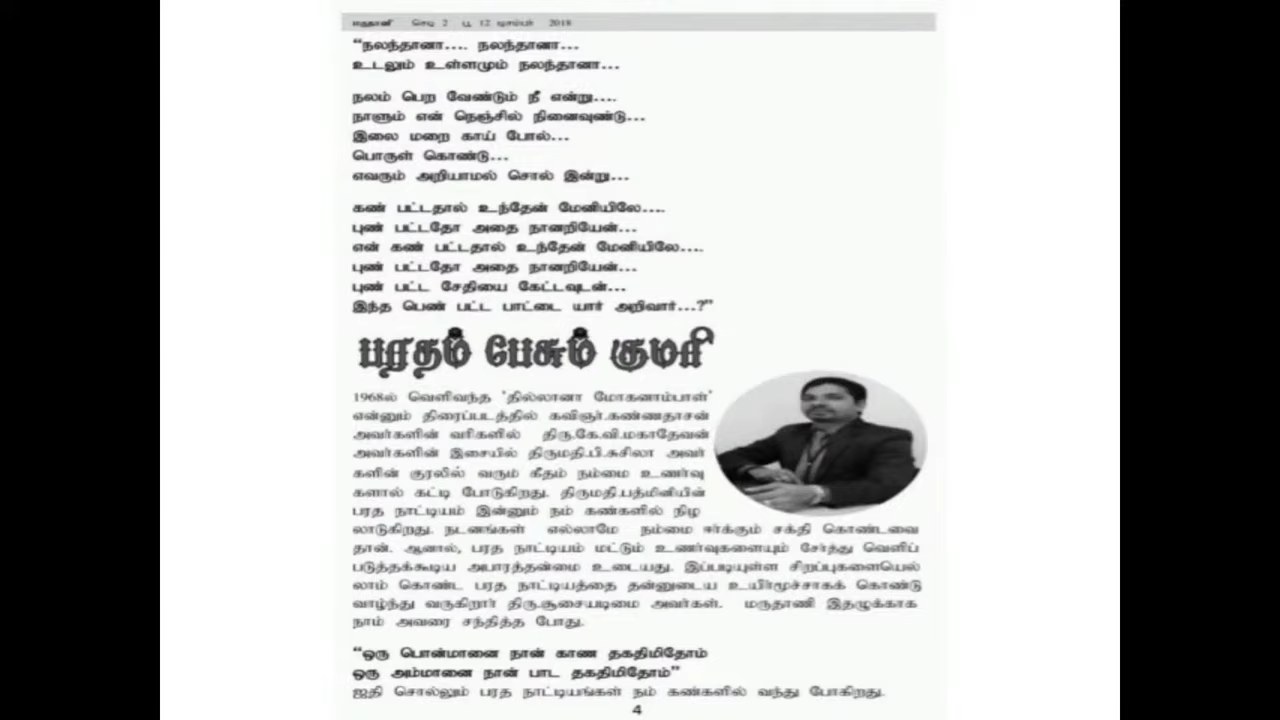 மருதாணி செடி 2 பூ 12 டிசம்பர் 2018
“நலந்தானா.... நலந்தானா...
உடலும் உள்ளமும் நலந்தானா...
நலம் பெற வேண்டும் நீ என்று....
நாளும் என் நெஞ்சில் நினைவுண்டு...
இலை மறை காய் போல்...
பொருள் கொண்டு...
எவரும் அறியாமல் சொல் இன்று...
கண் பட்டதால் உந்தேன் மேனியிலே....
புண் பட்டதோ அதை நானறியேன்...
என் கண் பட்டதால் உந்தேன் மேனியிலே....
புண் பட்டதோ அதை நானறியேன்...
புண் பட்ட சேதியை கேட்டவுடன்...
இந்த பெண் பட்ட பாட்டை யார் அறிவார்...?”
பரதம் பேசும் குமரி
1968ல் வெளிவந்த 'தில்லானா மோகனாம்பாள்'
என்னும் திரைப்படத்தில் கவிஞர்.கண்ணதாசன்
அவர்களின் வரிகளில் திரு.கே.வி.மகாதேவன்
அவர்களின் இசையில் திருமதி.பி.சுசிலா அவர்
களின் குரலில் வரும் கீதம் நம்மை உணர்வு
களால் கட்டி போடுகிறது. திருமதி.பத்மினியின்
பரத நாட்டியம் இன்னும் நம் கண்களில் நிழ
லாடுகிறது. நடனங்கள் எல்லாமே நம்மை ஈர்க்கும் சக்தி கொண்டவை
தான். ஆனால், பரத நாட்டியம் மட்டும் உணர்வுகளையும் சேர்த்து வெளிப்
படுத்தக்கூடிய அபாரத்தன்மை உடையது. இப்படியுள்ள சிறப்புகளையெல்
லாம் கொண்ட பரத நாட்டியத்தை தன்னுடைய உயிர்மூச்சாகக் கொண்டு
வாழ்ந்து வருகிறார் திரு.சூசையடிமை அவர்கள். மருதாணி இதழுக்காக
நாம் அவரை சந்தித்த போது.
“ஒரு பொன்மானை நான் காண தகதிமிதோம்
ஒரு அம்மானை நான் பாட தகதிமிதோம்”
ஜதி சொல்லும் பரத நாட்டியங்கள் நம் கண்களில் வந்து போகிறது.
4